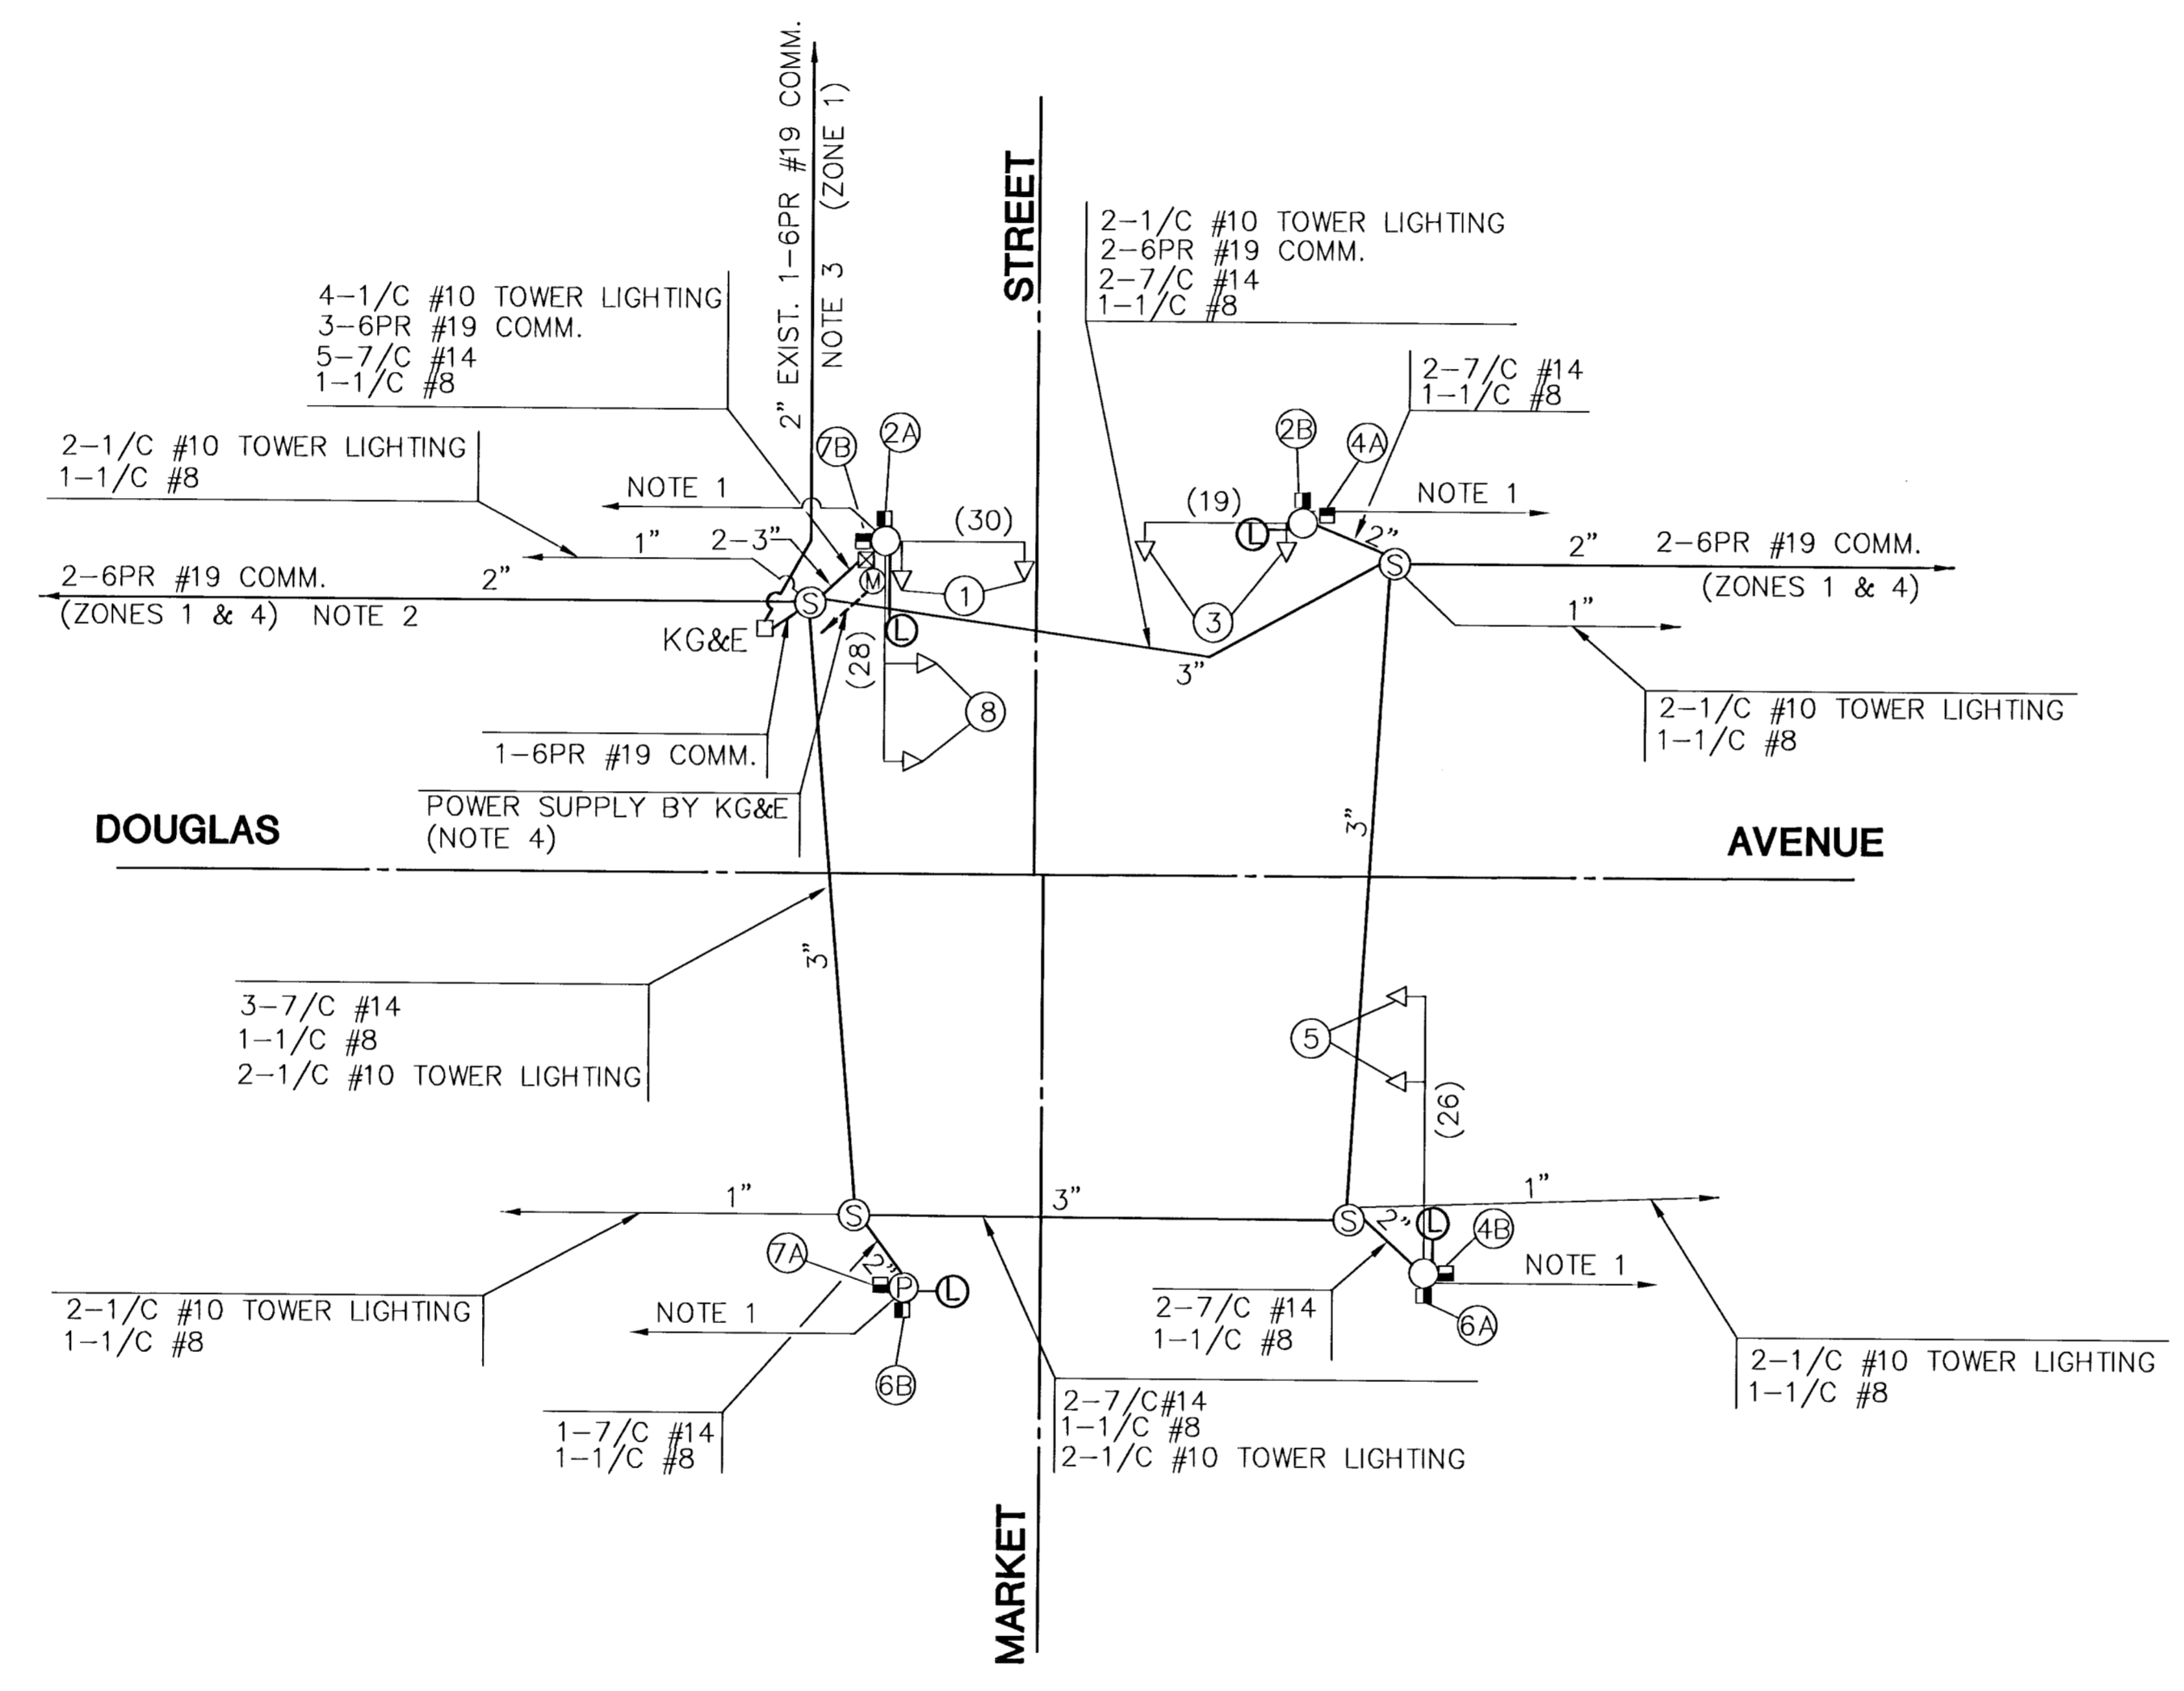 2” EXIST. 1-6PR #19 COMM.
NOTE 3 (ZONE 1)
STREET
2-1/C #10 TOWER LIGHTING
2-6PR #19 COMM.
2-7/C #14
1-1/C #8
4-1/C #10 TOWER LIGHTING
3-6PR #19 COMM.
5-7/C #14
1-1/C #8
2-7/C #14
1-1/C #8
2-1/C #10 TOWER LIGHTING
1-1/C #8
7B
2A
2B
4A
NOTE 1
(30)
(19)
L
NOTE 1
1”
2-3”
2”
2” 2-6PR #19 COMM.
(ZONES 1 & 4)
2-6PR #19 COMM. 2”
(ZONES 1 & 4) NOTE 2
S
M
1
3
S
1”
KG&E
L
(28)
3”
8
2-1/C #10 TOWER LIGHTING
1-1/C #8
1-6PR #19 COMM.
POWER SUPPLY BY KG&E
(NOTE 4)
DOUGLAS
3”
AVENUE
3”
3-7/C #14
1-1/C #8
2-1/C #10 TOWER LIGHTING
5
(26)
1”
S
3”
S
2”
L
1”
4B
7A
2”
P
L
NOTE 1
2-1/C #10 TOWER LIGHTING
1-1/C #8
NOTE 1
6B
2-7/C #14
1-1/C #8
6A
2-1/C #10 TOWER LIGHTING
1-1/C #8
1-7/C #14
1-1/C #8
2-7/C#14
1-1/C #8
2-1/C #10 TOWER LIGHTING
MARKET